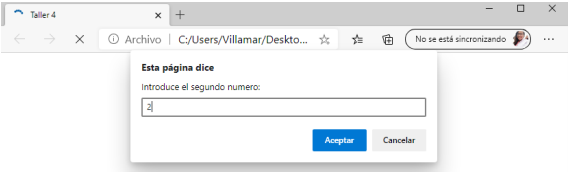 Taller 4
Archivo | C:/Users/Villamar/Deskto...
No se está sincronizando
Esta página dice
Introduce el segundo numero:
2
Aceptar
Cancelar